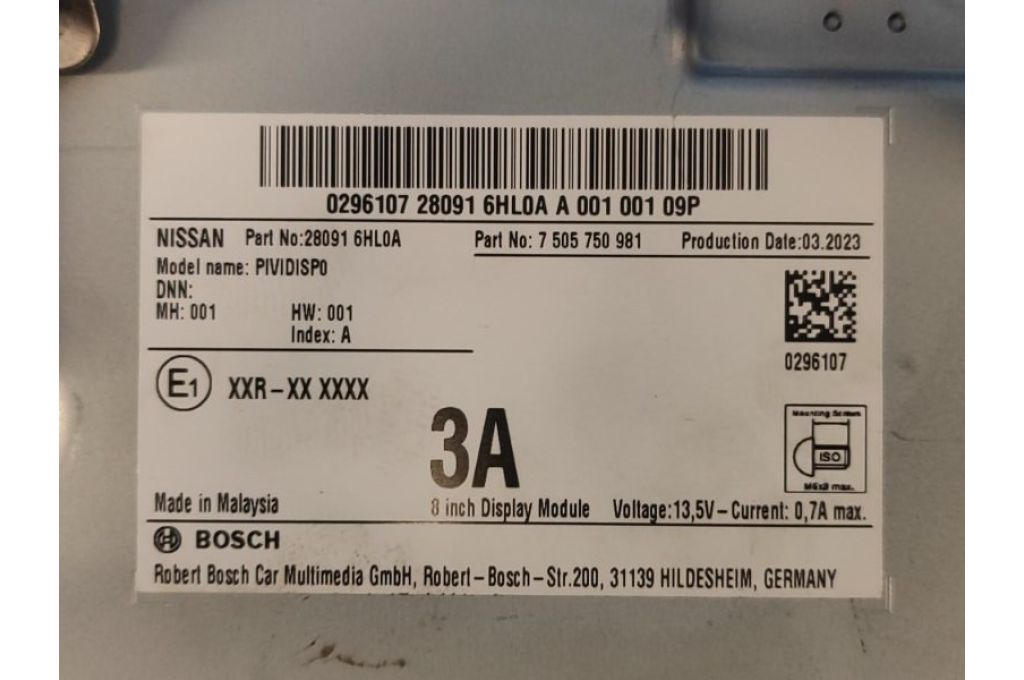 0296107 28091 6HL0A A 001 001 09P
NISSAN Part No:28091 6HL0A Part No: 7 505 750 981 Production Date:03.2023
Model name: PIVIDISP0
DNN:
MH: 001 HW: 001
Index: A
0296107
E1 XXR-XX XXXX
Mounting Screw
ISO
M6x8 max.
3A
Made in Malaysia 8 inch Display Module Voltage:13,5V-Current: 0,7A max.
BOSCH
Robert Bosch Car Multimedia GmbH, Robert-Bosch-Str.200, 31139 HILDESHEIM, GERMANY